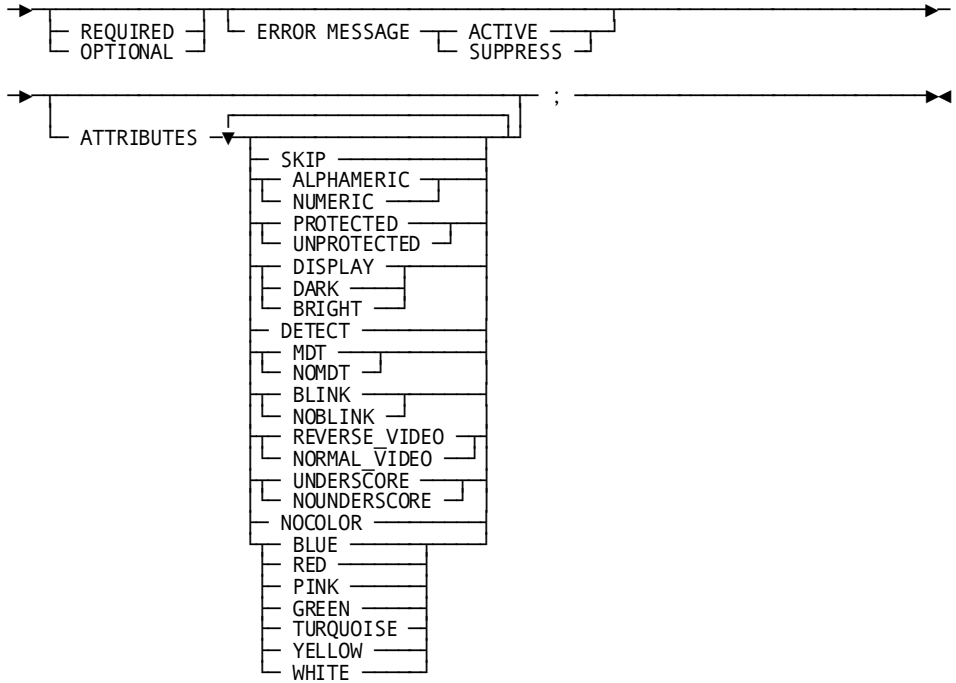 REQUIRED ERROR MESSAGE ACTIVE
OPTIONAL SUPPRESS
;
ATTRIBUTES
SKIP
ALPHAMERIC
NUMERIC
PROTECTED
UNPROTECTED
DISPLAY
DARK
BRIGHT
DETECT
MDT
NOMDT
BLINK
NOBLINK
REVERSE_VIDEO
NORMAL_VIDEO
UNDERSCORE
NOUNDERSCORE
NOCOLOR
BLUE
RED
PINK
GREEN
TURQUOISE
YELLOW
WHITE